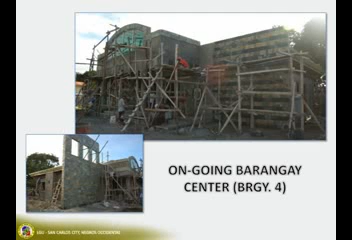 ON-GOING BARANGAY
CENTER (BRGY. 4)
LGU - SAN CARLOS CITY, NEGROS OCCIDENTAL